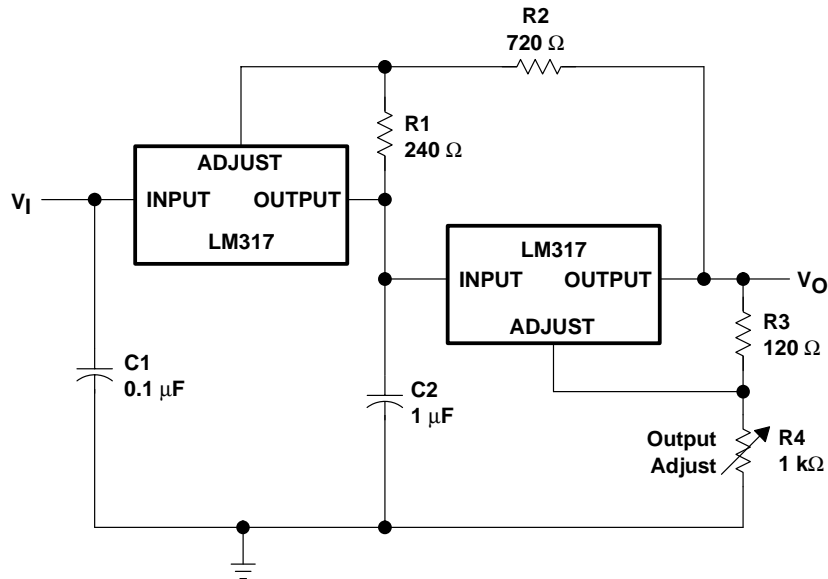 R2
720 Ω
R1
240 Ω
ADJUST
VI
INPUT OUTPUT
LM317
LM317
INPUT OUTPUT
VO
ADJUST
R3
120 Ω
C1
0.1 μF
C2
1 μF
Output
Adjust
R4
1 kΩ